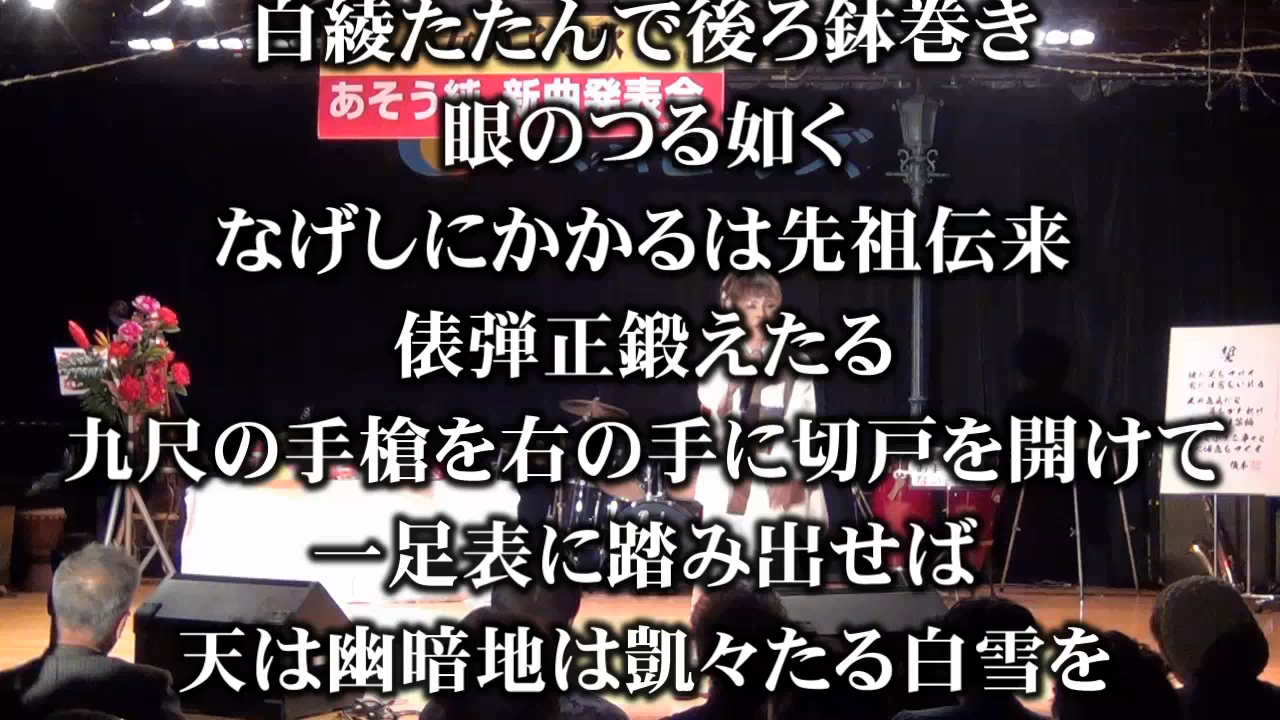 白綾たたんで後ろ鉢巻き
あそう
新曲発表会
眼のつる如く
なげしにかかるは先祖伝来
俵弾正鍛えたる
九尺の手槍を右の手に切戸を開けて
一足表に踏み出せば
天は幽暗地は凱々たる白雪を